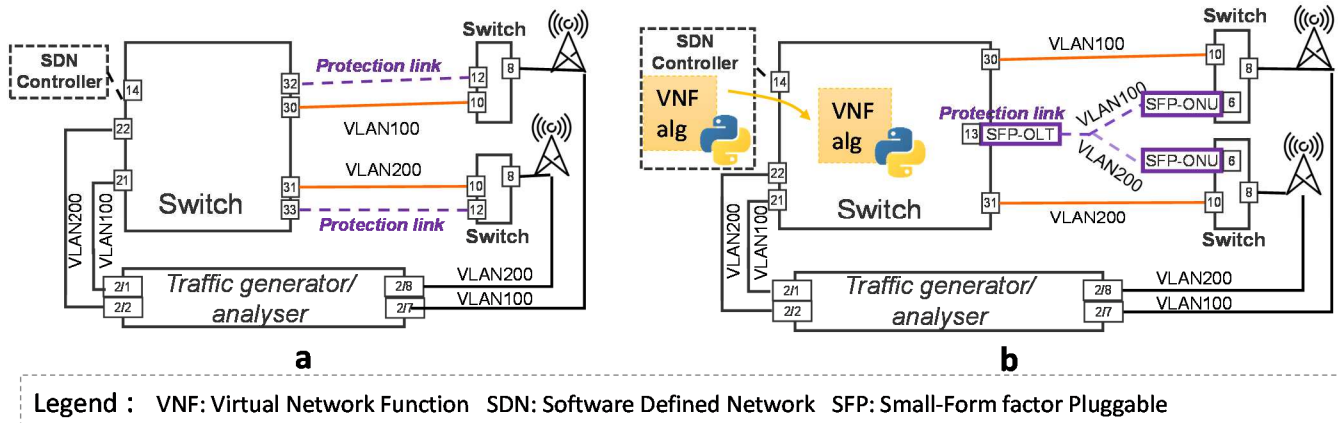 Switch
SDN
Controller
14
32
Protection link
12
8
30
10
VLAN100
22
21
31
VLAN200
10
8
Switch
33
Protection link
12
Switch
VLAN200
VLAN100
2/1
Traffic generator/
2/8
VLAN200
2/2
analyser
2/7
VLAN100
a
Switch
SDN
Controller
VNF
alg
14
VNF
alg
30
VLAN100
10
8
Protection link
VLAN100
SFP-ONU
6
13
SFP-OLT
VLAN200
SFP-ONU
6
22
21
Switch
31
VLAN200
10
8
Switch
VLAN200
VLAN100
2/1
Traffic generator/
2/8
VLAN200
2/2
analyser
2/7
VLAN100
b
Legend : VNF: Virtual Network Function SDN: Software Defined Network SFP: Small-Form factor Pluggable